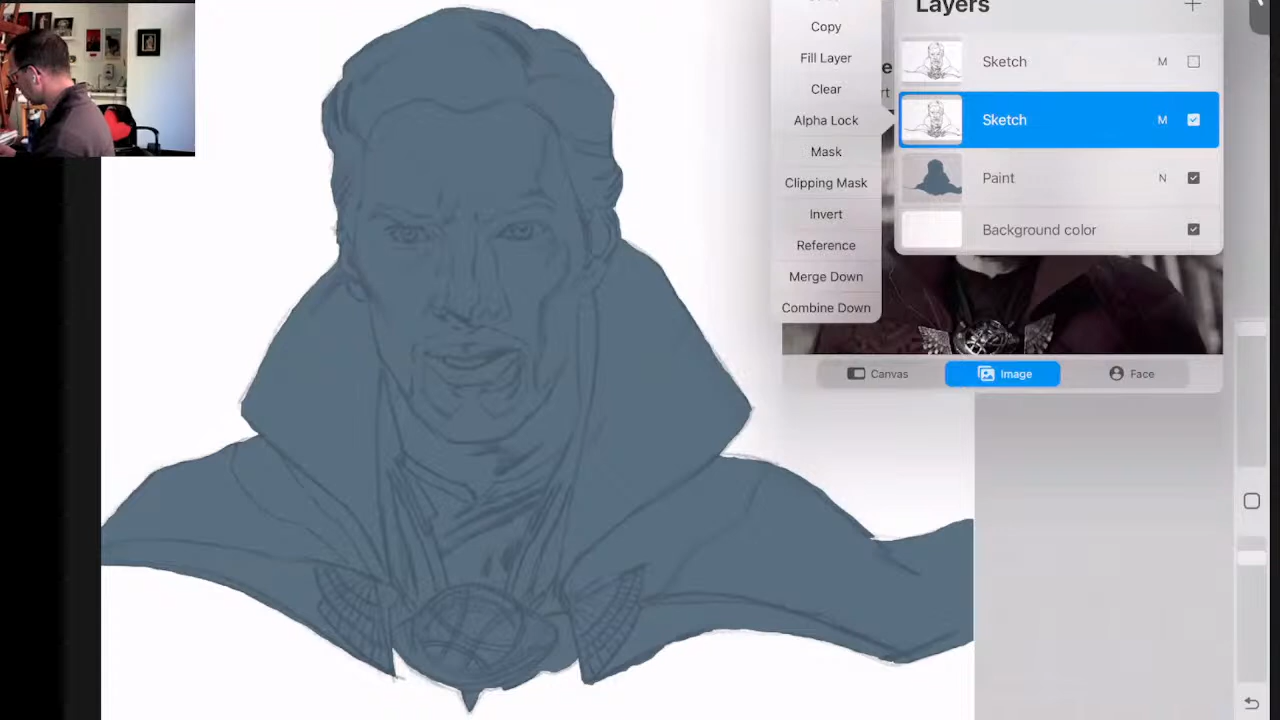 Copy
Fill Layer
Clear
Alpha Lock
Mask
Clipping Mask
Invert
Reference
Merge Down
Combine Down
Layers
Sketch M
Sketch M
Paint N
Background color
e
rt
Canvas
Image
Face